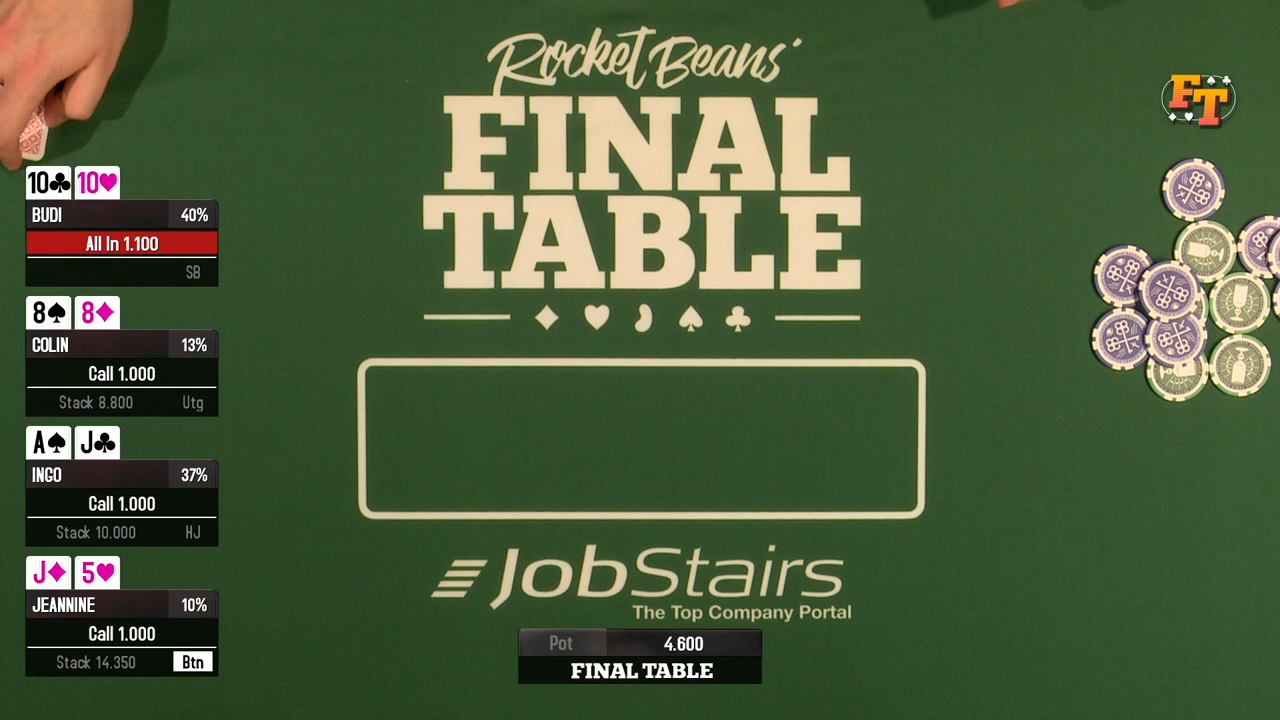 Rocket Beans'
FINAL
TABLE
FT
10♣ 10♥
BUDI 40%
All In 1.100
SB
8♠ 8♦
COLIN 13%
Call 1.000
Stack 8.800 Utg
A♠ J♣
INGO 37%
Call 1.000
Stack 10.000 HJ
J♦ 5♥
JEANNINE 10%
Call 1.000
Stack 14.350 Btn
JobStairs
The Top Company Portal
Pot 4.600
FINAL TABLE